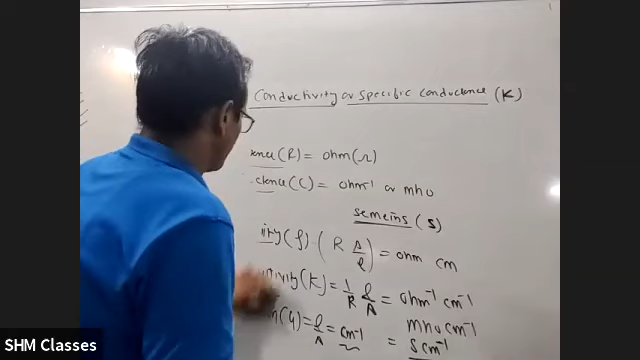 Conductivity or specific conductance (K)
(R) = ohm (Ω)
(C) = ohm⁻¹ or mho
semeins (S)
(ρ) (R A/l) = ohm cm
(K) = 1/R l/A = ohm⁻¹ cm⁻¹
= l/A = cm⁻¹
mho cm⁻¹
= S cm⁻¹
SHM Classes